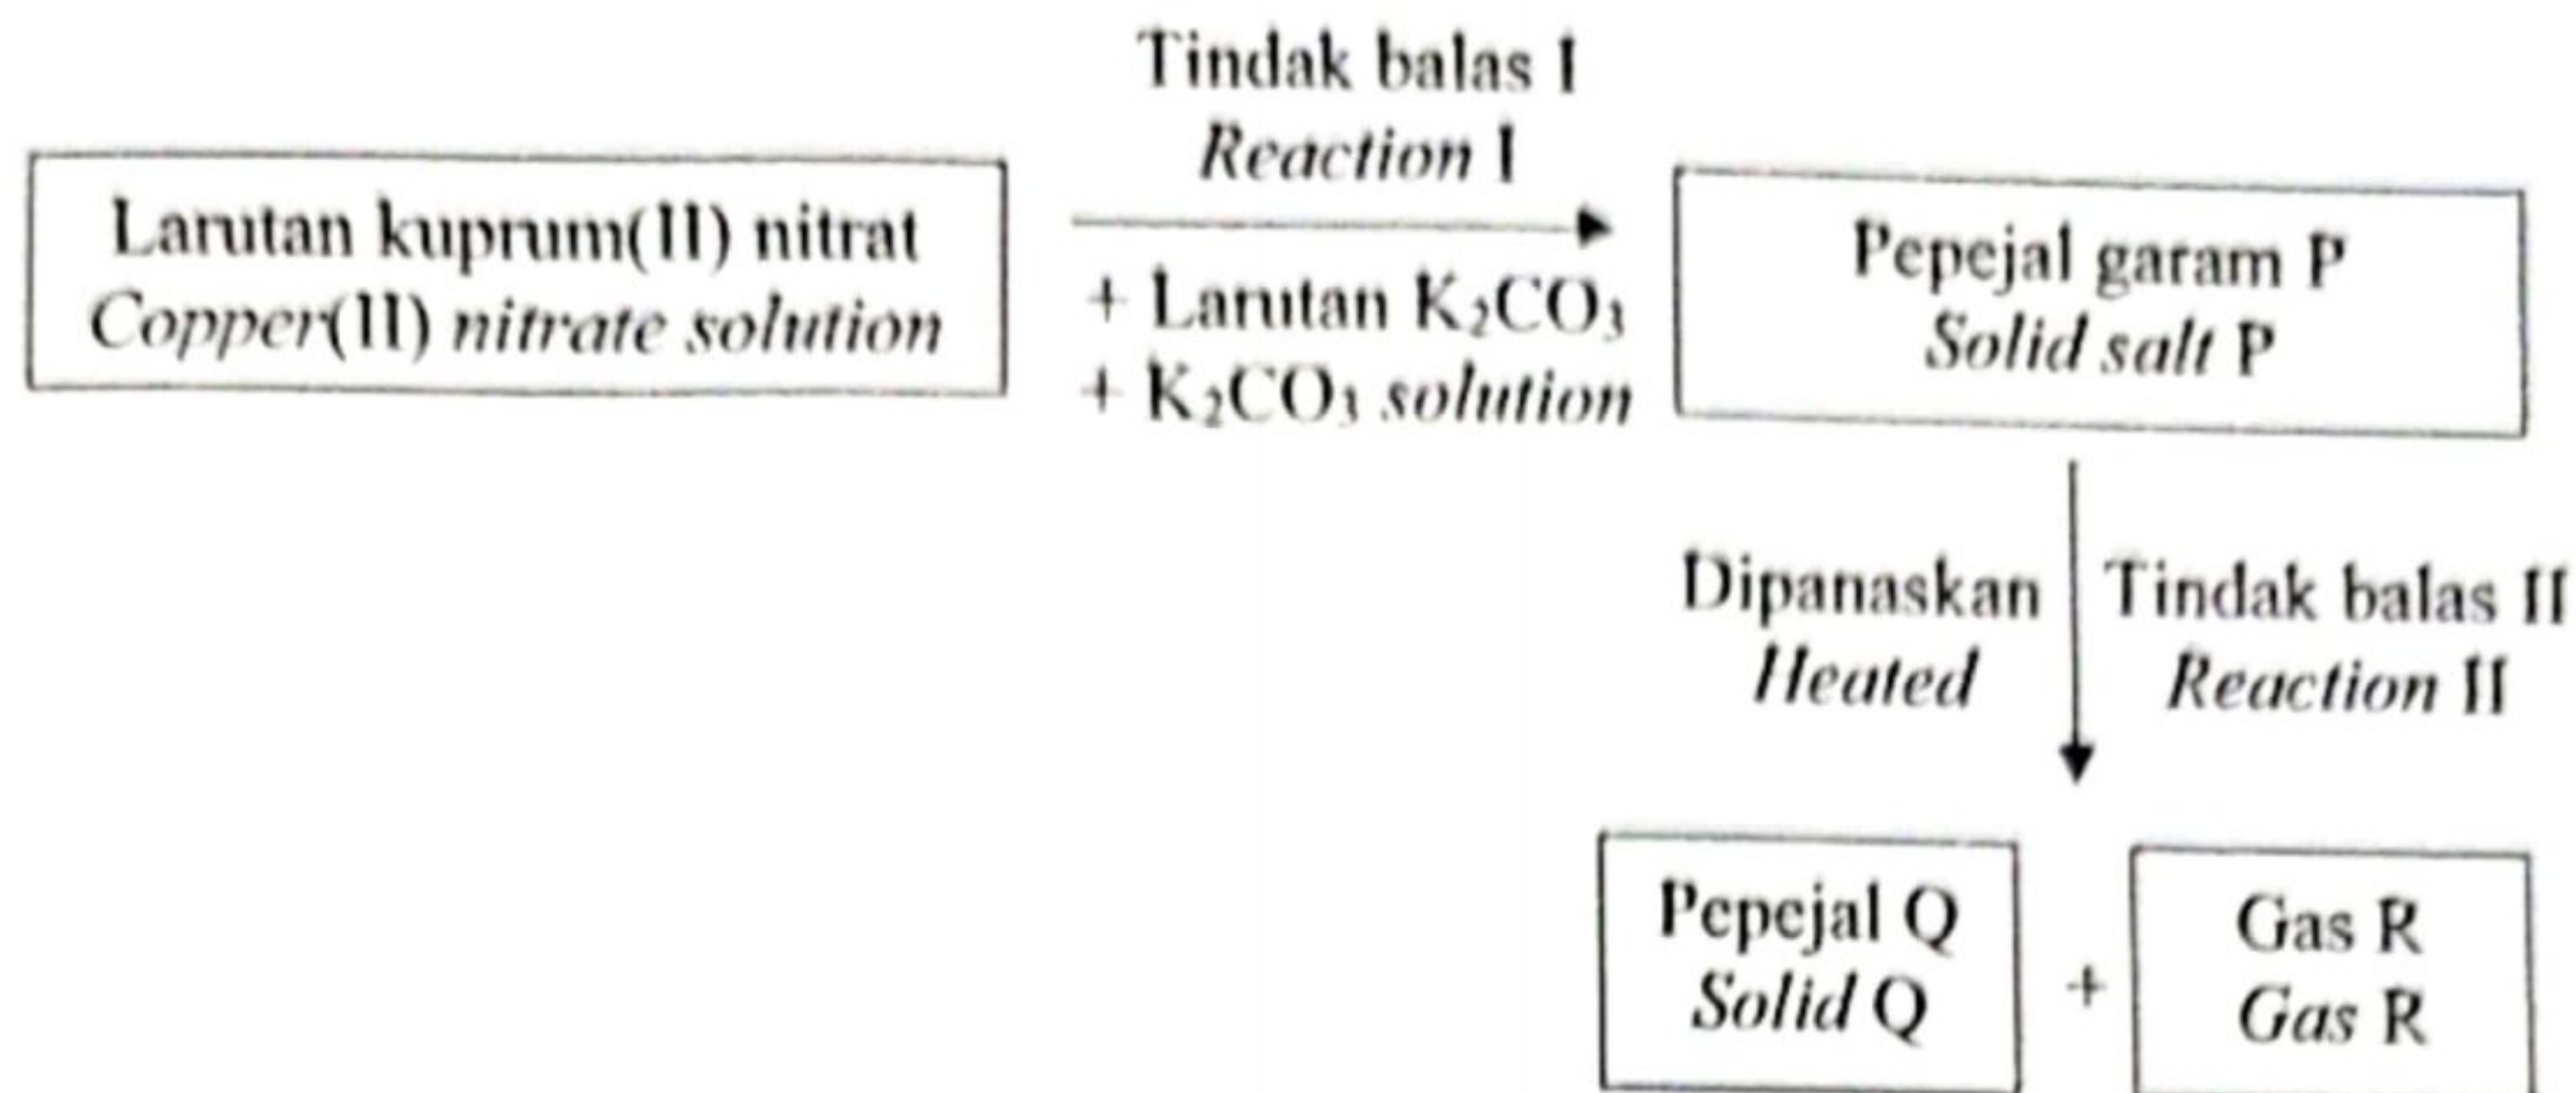 Tindak balas I
Reaction I
Larutan kuprum(II) nitrat
Copper(II) nitrate solution
+ Larutan K₂CO₃
+ K₂CO₃ solution
Pepejal garam P
Solid salt P
Dipanaskan
Heated
Tindak balas II
Reaction II
Pepejal Q
Solid Q
+
Gas R
Gas R